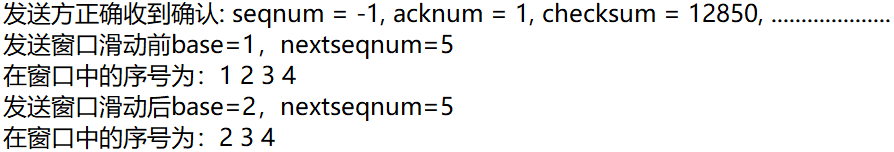 发送方正确收到确认: seqnum = -1, acknum = 1, checksum = 12850, .....................
发送窗口滑动前base=1，nextseqnum=5
在窗口中的序号为：1 2 3 4
发送窗口滑动后base=2，nextseqnum=5
在窗口中的序号为：2 3 4